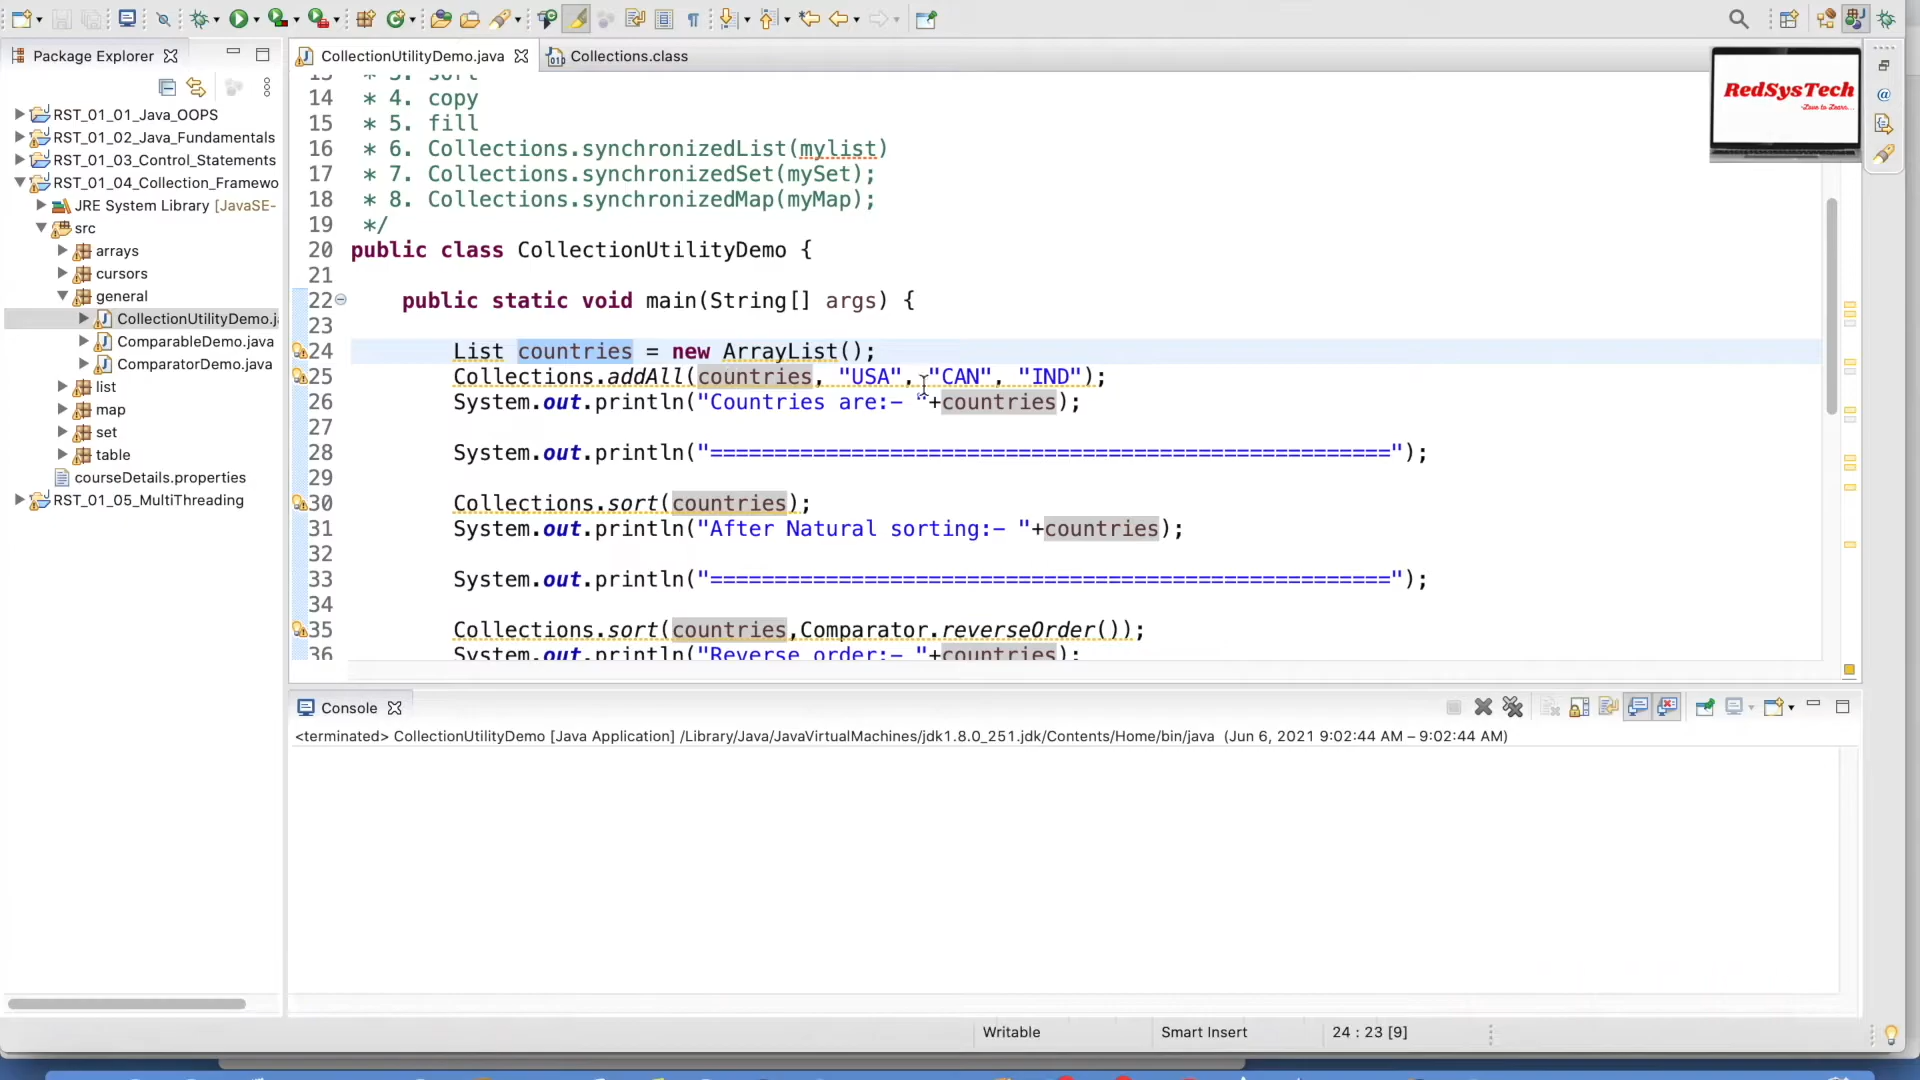 Package Explorer
CollectionUtilityDemo.java
Collections.class
RedSysTech
-Love to Learn...
RST_01_01_Java_OOPS
RST_01_02_Java_Fundamentals
RST_01_03_Control_Statements
RST_01_04_Collection_Framewo
JRE System Library [JavaSE-
src
arrays
cursors
general
CollectionUtilityDemo.j
ComparableDemo.java
ComparatorDemo.java
list
map
set
table
courseDetails.properties
RST_01_05_MultiThreading
13 * 3. sort
14 * 4. copy
15 * 5. fill
16 * 6. Collections.synchronizedList(mylist)
17 * 7. Collections.synchronizedSet(mySet);
18 * 8. Collections.synchronizedMap(myMap);
19 */
20 public class CollectionUtilityDemo {
21
22 public static void main(String[] args) {
23
24 List countries = new ArrayList();
25 Collections.addAll(countries, "USA", "CAN", "IND");
26 System.out.println("Countries are:- "+countries);
27
28 System.out.println("=====================================================");
29
30 Collections.sort(countries);
31 System.out.println("After Natural sorting:- "+countries);
32
33 System.out.println("=====================================================");
34
35 Collections.sort(countries,Comparator.reverseOrder());
36 System.out.println("Reverse order:- "+countries);
Console
<terminated> CollectionUtilityDemo [Java Application] /Library/Java/JavaVirtualMachines/jdk1.8.0_251.jdk/Contents/Home/bin/java (Jun 6, 2021 9:02:44 AM – 9:02:44 AM)
Writable
Smart Insert
24 : 23 [9]